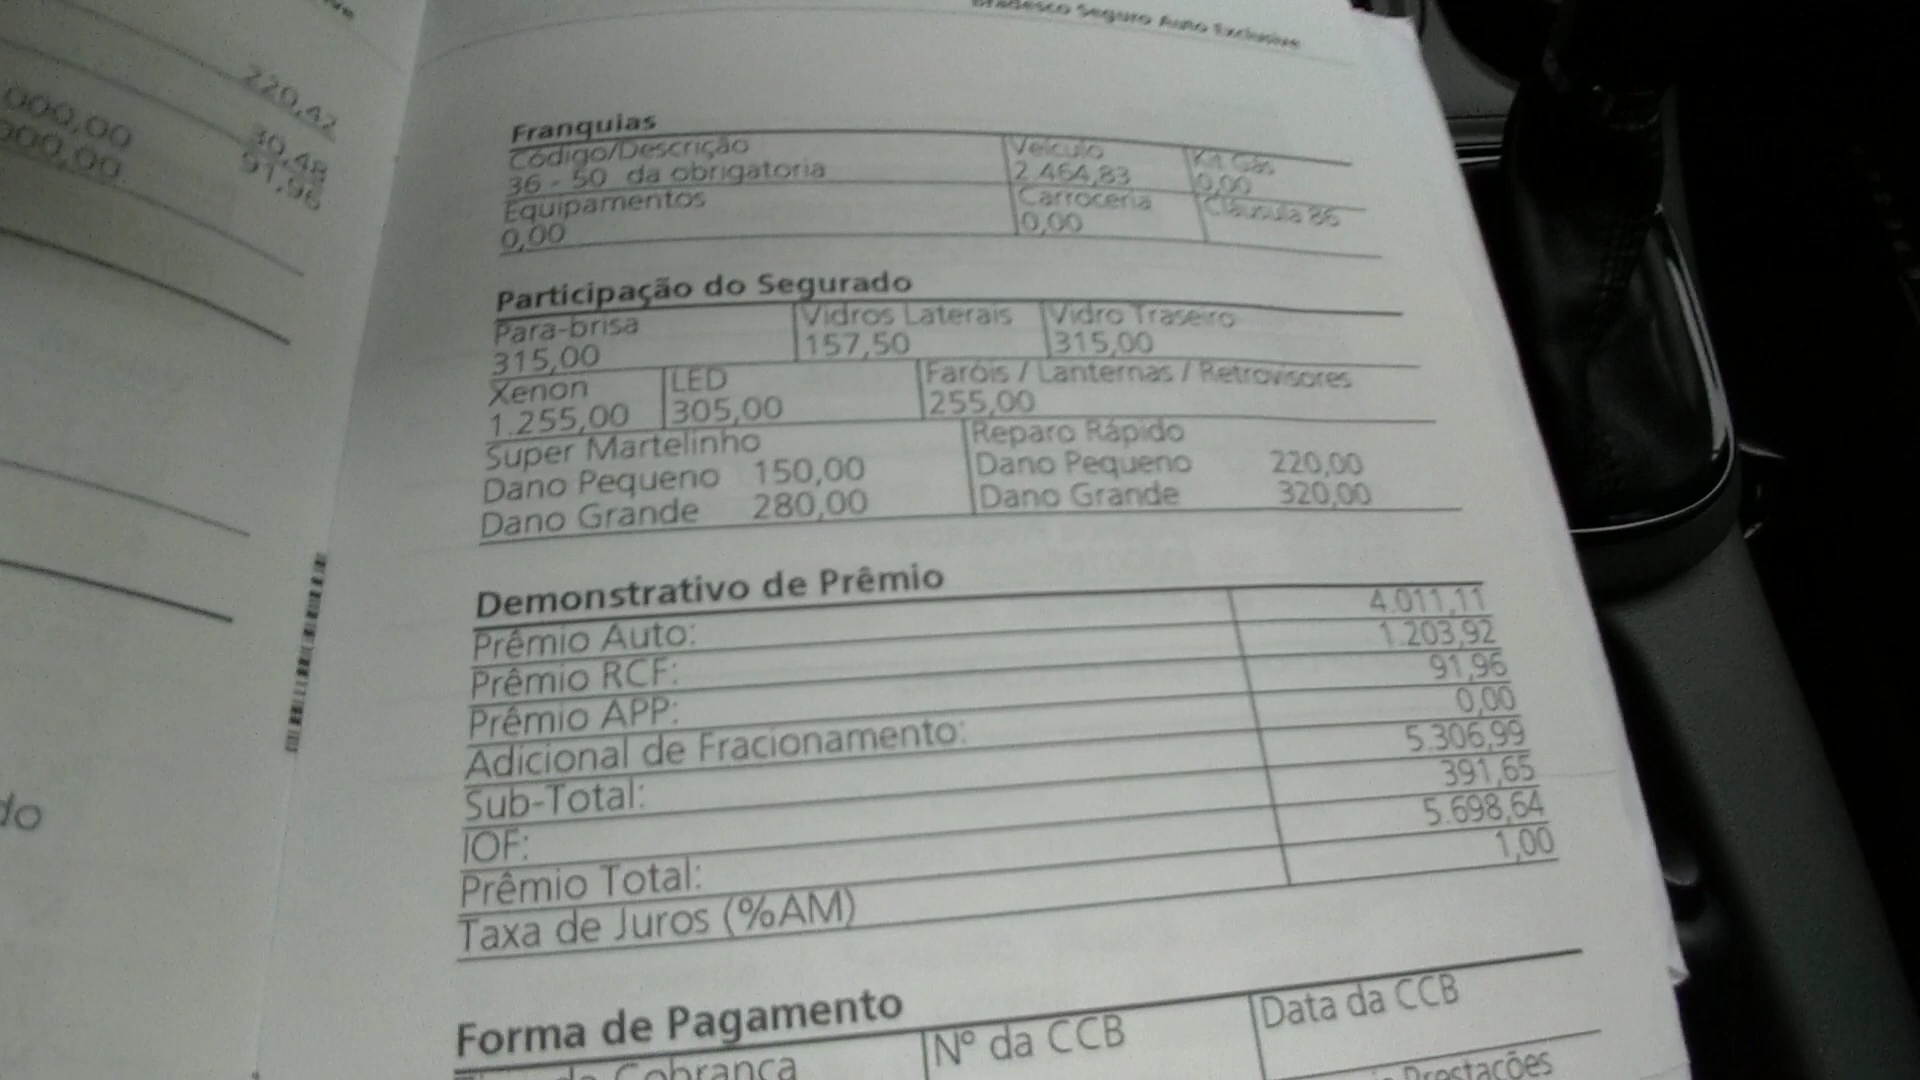 220,42
000,00 30,48
000,00 91,96
do
Bradesco Seguro Auto Exclusive
Franquias
Código/Descrição Veículo Kit Gás
36 - 50 da obrigatoria 2.464,83 0,00
Equipamentos Carroceria Cláusula 86
0,00 0,00
Participação do Segurado
Para-brisa Vidros Laterais Vidro Traseiro
315,00 157,50 315,00
Xenon LED Faróis / Lanternas / Retrovisores
1.255,00 305,00 255,00
Super Martelinho Reparo Rápido
Dano Pequeno 150,00 Dano Pequeno 220,00
Dano Grande 280,00 Dano Grande 320,00
Demonstrativo de Prêmio
Prêmio Auto: 4.011,11
Prêmio RCF: 1.203,92
Prêmio APP: 91,96
Adicional de Fracionamento: 0,00
Sub-Total: 5.306,99
IOF: 391,65
Prêmio Total: 5.698,64
Taxa de Juros (%AM) 1,00
Forma de Pagamento
Cobrança Nº da CCB Data da CCB
Prestações